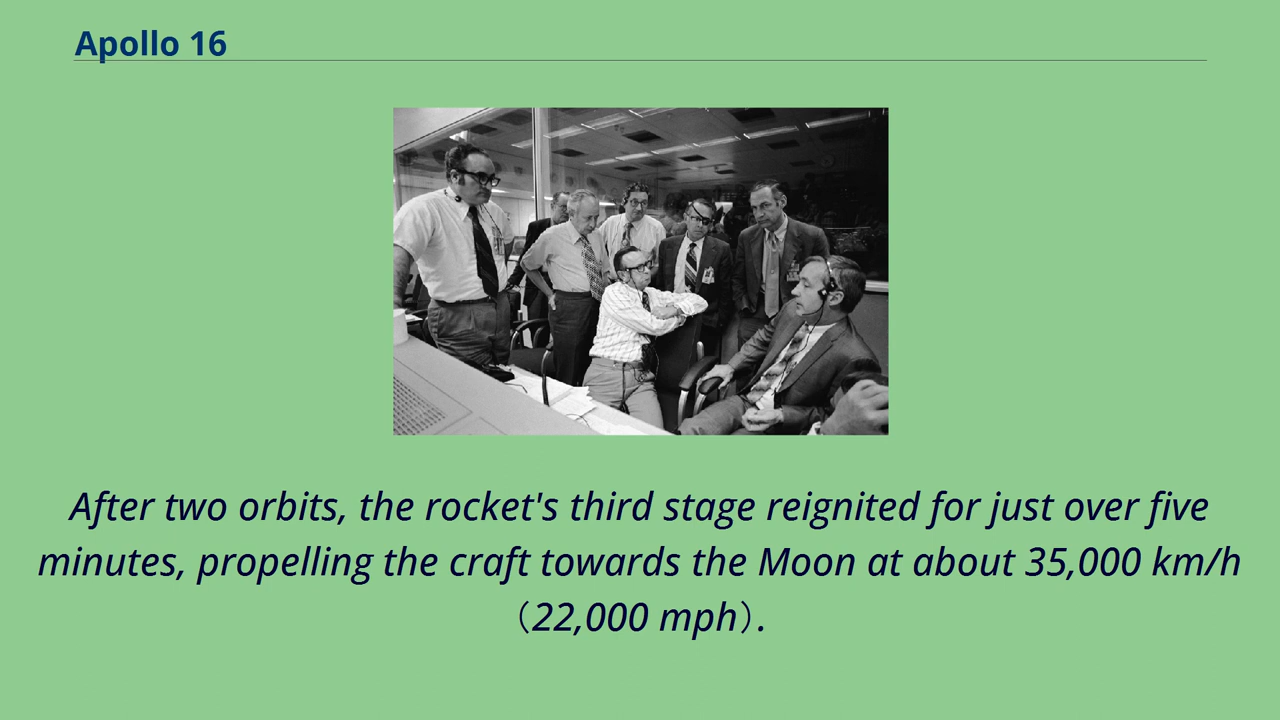 Apollo 16
After two orbits, the rocket's third stage reignited for just over five
minutes, propelling the craft towards the Moon at about 35,000 km/h
（22,000 mph）.